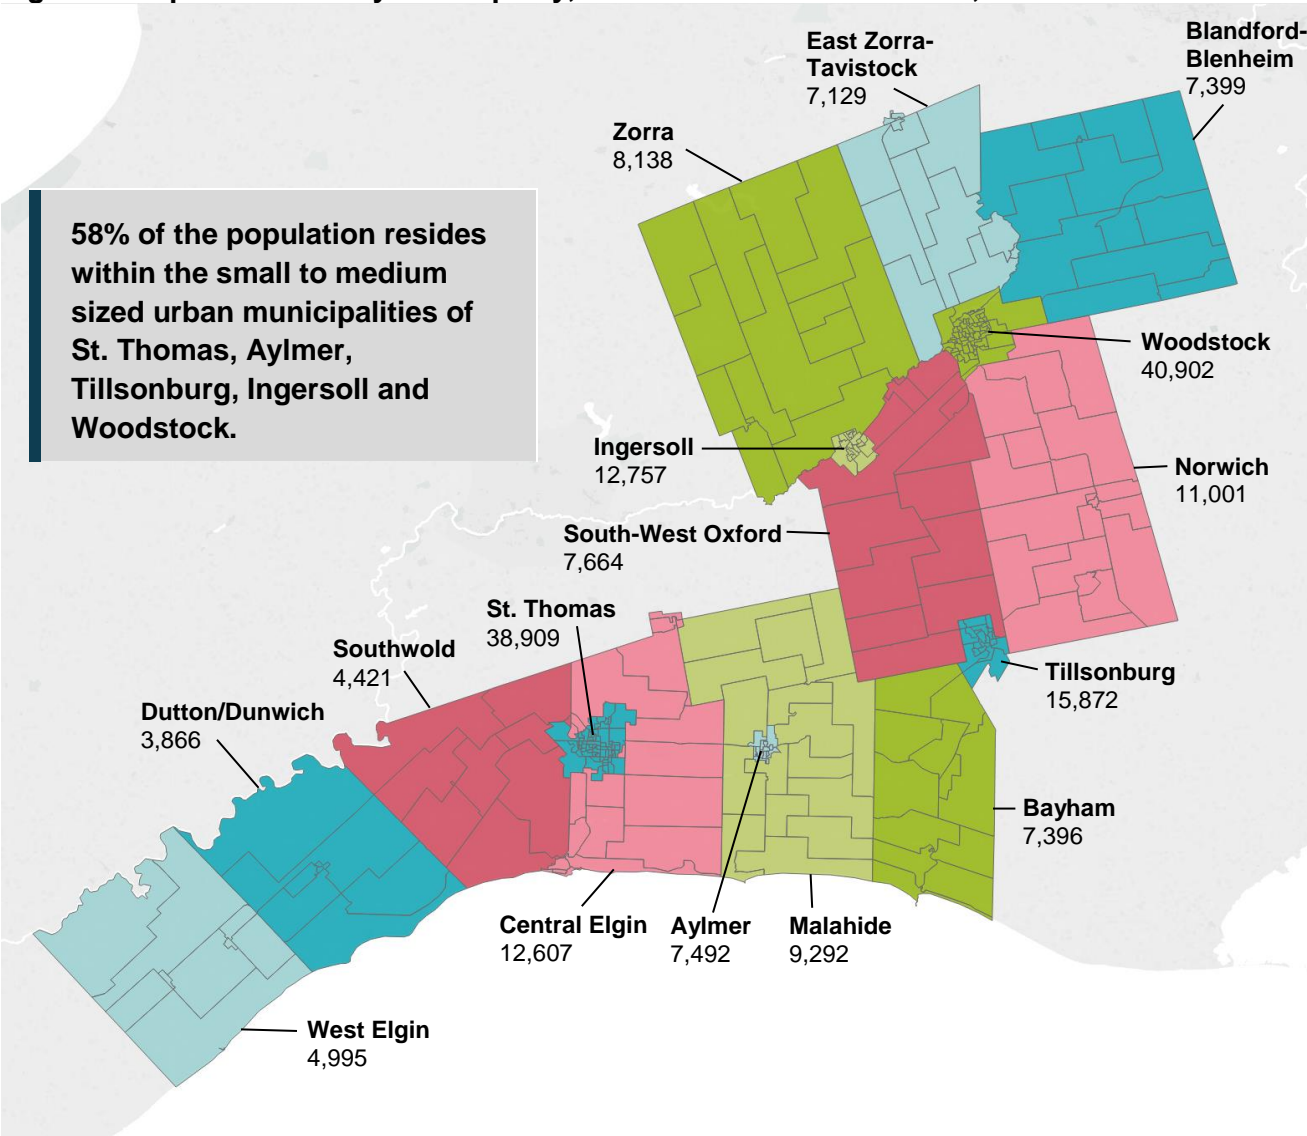 East Zorra-
Tavistock
7,129
Blandford-
Blenheim
7,399
Zorra
8,138
58% of the population resides
within the small to medium
sized urban municipalities of
St. Thomas, Aylmer,
Tillsonburg, Ingersoll and
Woodstock.
Woodstock
40,902
Ingersoll
12,757
Norwich
11,001
South-West Oxford
7,664
St. Thomas
38,909
Southwold
4,421
Tillsonburg
15,872
Dutton/Dunwich
3,866
Bayham
7,396
Central Elgin
12,607
Aylmer
7,492
Malahide
9,292
West Elgin
4,995